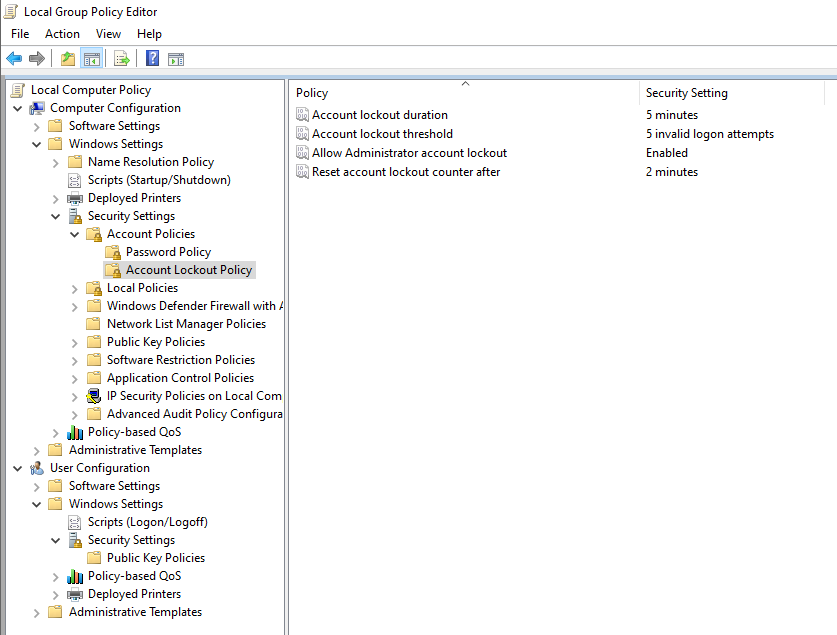 Local Group Policy Editor
File Action View Help
Local Computer Policy
Computer Configuration
Software Settings
Windows Settings
Name Resolution Policy
Scripts (Startup/Shutdown)
Deployed Printers
Security Settings
Account Policies
Password Policy
Account Lockout Policy
Local Policies
Windows Defender Firewall with A
Network List Manager Policies
Public Key Policies
Software Restriction Policies
Application Control Policies
IP Security Policies on Local Com
Advanced Audit Policy Configura
Policy-based QoS
Administrative Templates
User Configuration
Software Settings
Windows Settings
Scripts (Logon/Logoff)
Security Settings
Public Key Policies
Policy-based QoS
Deployed Printers
Administrative Templates
Policy Security Setting
Account lockout duration 5 minutes
Account lockout threshold 5 invalid logon attempts
Allow Administrator account lockout Enabled
Reset account lockout counter after 2 minutes